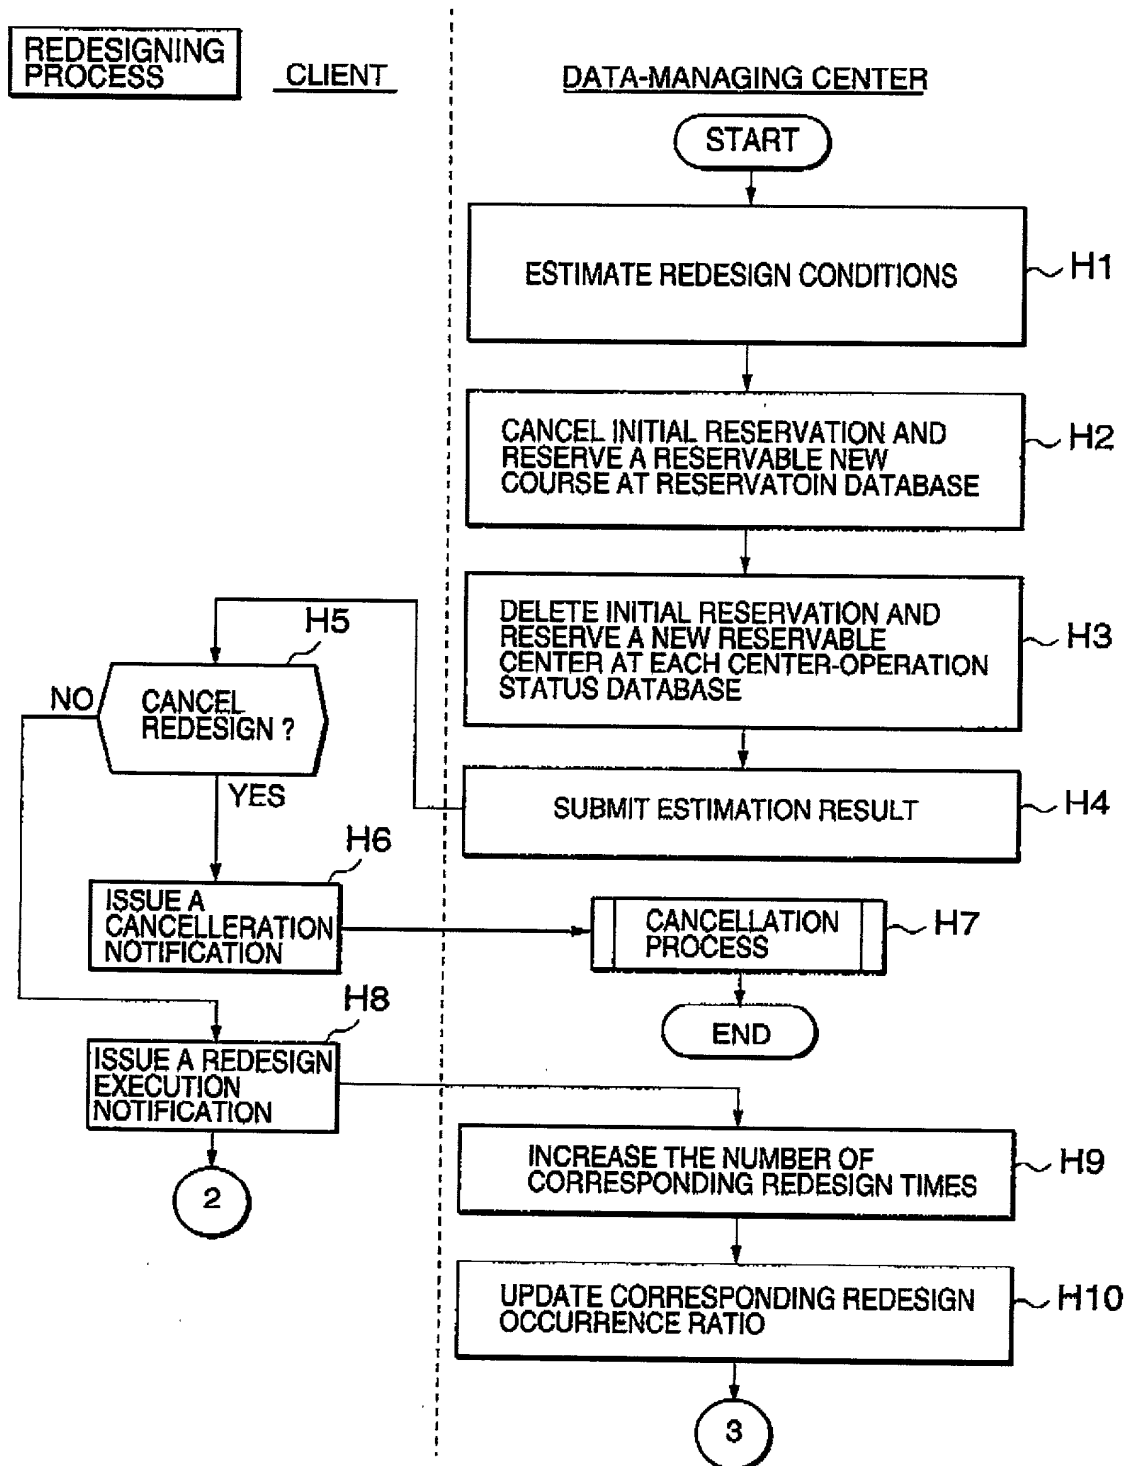 REDESIGNING
PROCESS
CLIENT
DATA-MANAGING CENTER
START
ESTIMATE REDESIGN CONDITIONS
H1
CANCEL INITIAL RESERVATION AND
RESERVE A RESERVABLE NEW
COURSE AT RESERVATOIN DATABASE
H2
DELETE INITIAL RESERVATION AND
RESERVE A NEW RESERVABLE
CENTER AT EACH CENTER-OPERATION
STATUS DATABASE
H3
SUBMIT ESTIMATION RESULT
H4
H5
CANCEL
REDESIGN ?
NO
YES
H6
ISSUE A
CANCELLERATION
NOTIFICATION
CANCELLATION
PROCESS
H7
END
H8
ISSUE A REDESIGN
EXECUTION
NOTIFICATION
2
INCREASE THE NUMBER OF
CORRESPONDING REDESIGN TIMES
H9
UPDATE CORRESPONDING REDESIGN
OCCURRENCE RATIO
H10
3